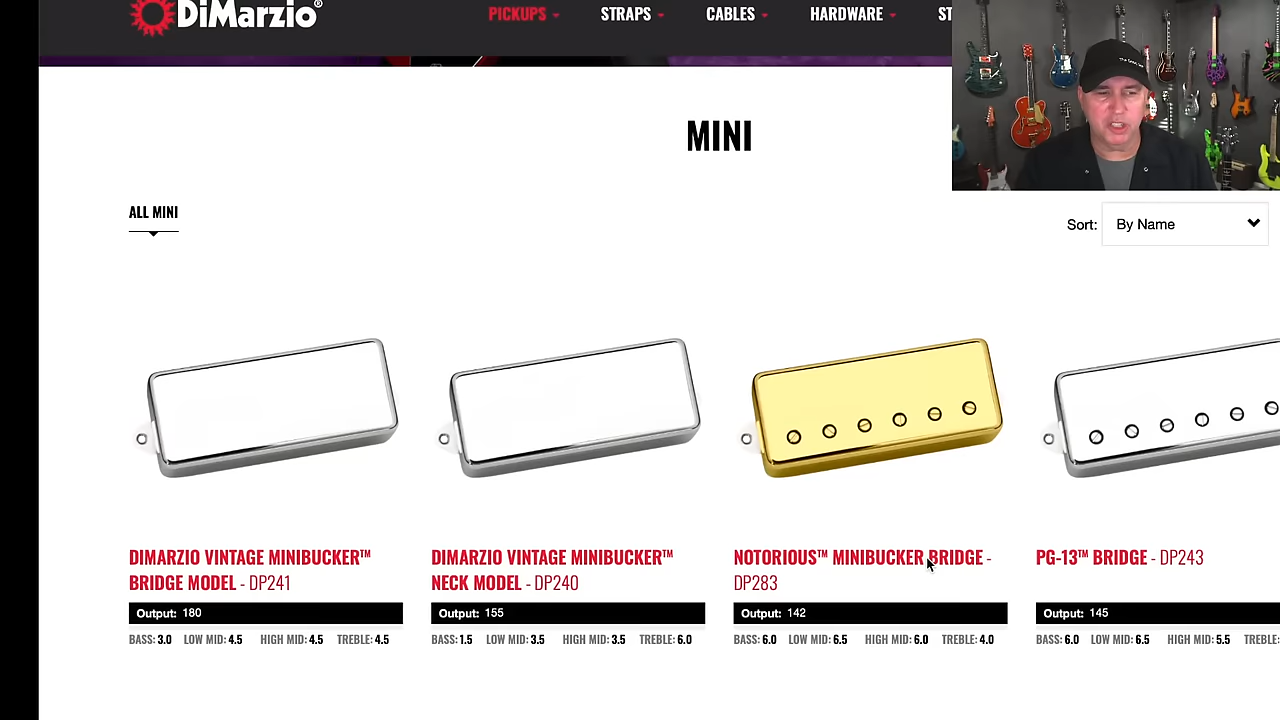 DiMarzio®
PICKUPS STRAPS CABLES HARDWARE ST
MINI
ALL MINI
Sort: By Name
DIMARZIO VINTAGE MINIBUCKER™
BRIDGE MODEL - DP241
Output: 180
BASS: 3.0 LOW MID: 4.5 HIGH MID: 4.5 TREBLE: 4.5
DIMARZIO VINTAGE MINIBUCKER™
NECK MODEL - DP240
Output: 155
BASS: 1.5 LOW MID: 3.5 HIGH MID: 3.5 TREBLE: 6.0
NOTORIOUS™ MINIBUCKER BRIDGE -
DP283
Output: 142
BASS: 6.0 LOW MID: 6.5 HIGH MID: 6.0 TREBLE: 4.0
PG-13™ BRIDGE - DP243
Output: 145
BASS: 6.0 LOW MID: 6.5 HIGH MID: 5.5 TREBLE: